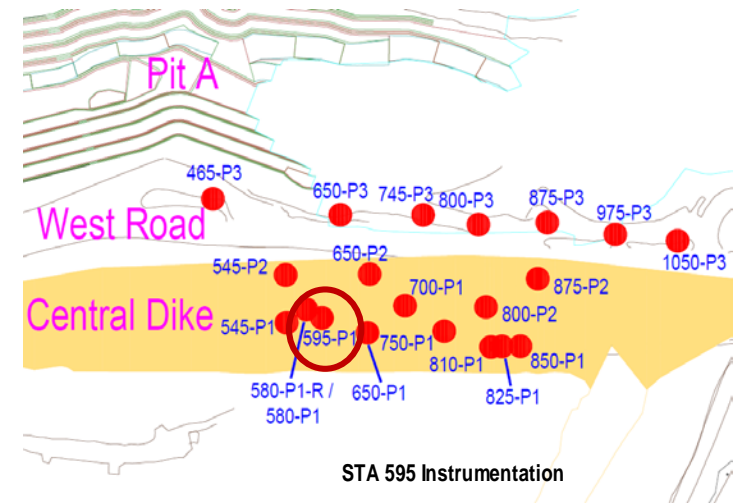 Pit A
465-P3
650-P3
745-P3
800-P3
875-P3
975-P3
1050-P3
West Road
545-P2
650-P2
700-P1
800-P2
875-P2
Central Dike
545-P1
595-P1
750-P1
810-P1
850-P1
580-P1-R /
580-P1
650-P1
825-P1
STA 595 Instrumentation